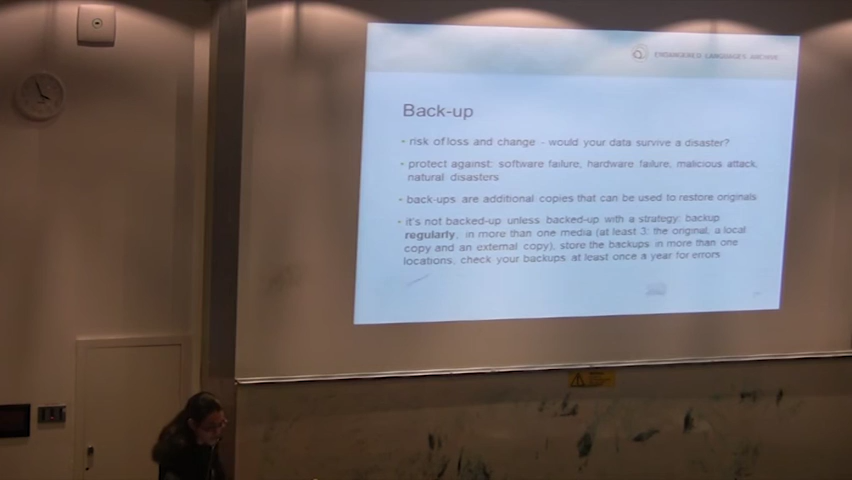 ENDANGERED LANGUAGES ARCHIVE
Back-up
• risk of loss and change - would your data survive a disaster?
• protect against: software failure, hardware failure, malicious attack,
natural disasters
• back-ups are additional copies that can be used to restore originals
• it's not backed-up unless backed-up with a strategy: backup
regularly, in more than one media (at least 3: the original, a local
copy and an external copy), store the backups in more than one
locations, check your backups at least once a year for errors